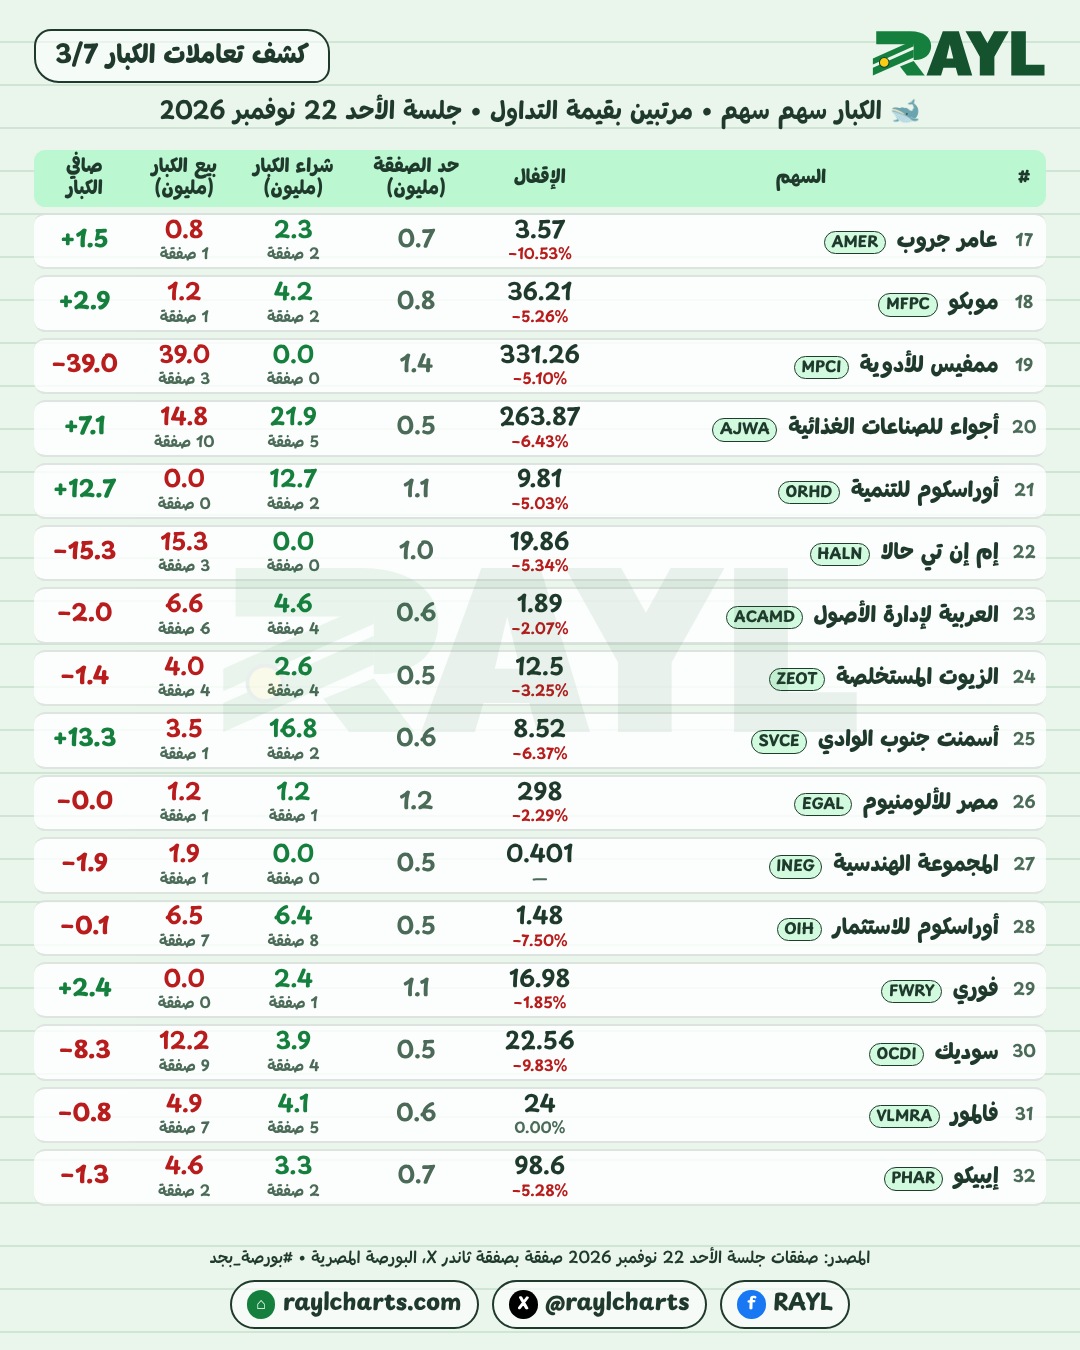 RAYL
كشف تعاملات الكبار 3/7
🐋 الكبار سهم سهم • مرتبين بقيمة التداول • جلسة الأحد 22 نوفمبر 2026
# السهم الإقفال حد الصفقة (مليون) شراء الكبار (مليون) بيع الكبار (مليون) صافي الكبار
17 عامر جروب AMER 3.57 0.7 2.3 0.8 +1.5
−10.53% 2 صفقة 1 صفقة
18 موبكو MFPC 36.21 0.8 4.2 1.2 +2.9
−5.26% 2 صفقة 1 صفقة
19 ممفيس للأدوية MPCI 331.26 1.4 0.0 39.0 −39.0
−5.10% 0 صفقة 3 صفقة
20 أجواء للصناعات الغذائية AJWA 263.87 0.5 21.9 14.8 +7.1
−6.43% 5 صفقة 10 صفقة
21 أوراسكوم للتنمية ORHD 9.81 1.1 12.7 0.0 +12.7
−5.03% 2 صفقة 0 صفقة
22 إم إن تي حالا HALN 19.86 1.0 0.0 15.3 −15.3
−5.34% 0 صفقة 3 صفقة
23 العربية لإدارة الأصول ACAMD 1.89 0.6 4.6 6.6 −2.0
−2.07% 4 صفقة 6 صفقة
24 الزيوت المستخلصة ZEOT 12.5 0.5 2.6 4.0 −1.4
−3.25% 4 صفقة 4 صفقة
25 أسمنت جنوب الوادي SVCE 8.52 0.6 16.8 3.5 +13.3
−6.37% 2 صفقة 1 صفقة
26 مصر للألومنيوم EGAL 298 1.2 1.2 1.2 −0.0
−2.29% 1 صفقة 1 صفقة
27 المجموعة الهندسية INEG 0.401 0.5 0.0 1.9 −1.9
— 0 صفقة 1 صفقة
28 أوراسكوم للاستثمار OIH 1.48 0.5 6.4 6.5 −0.1
−7.50% 8 صفقة 7 صفقة
29 فوري FWRY 16.98 1.1 2.4 0.0 +2.4
−1.85% 1 صفقة 0 صفقة
30 سوديك OCDI 22.56 0.5 3.9 12.2 −8.3
−9.83% 4 صفقة 9 صفقة
31 فالمور VLMRA 24 0.6 4.1 4.9 −0.8
0.00% 5 صفقة 7 صفقة
32 إيبيكو PHAR 98.6 0.7 3.3 4.6 −1.3
−5.28% 2 صفقة 2 صفقة
RAYL
المصدر: صفقات جلسة الأحد 22 نوفمبر 2026 صفقة بصفقة ثاندر X، البورصة المصرية • #بورصة_بجد
raylcharts.com X @raylcharts f RAYL